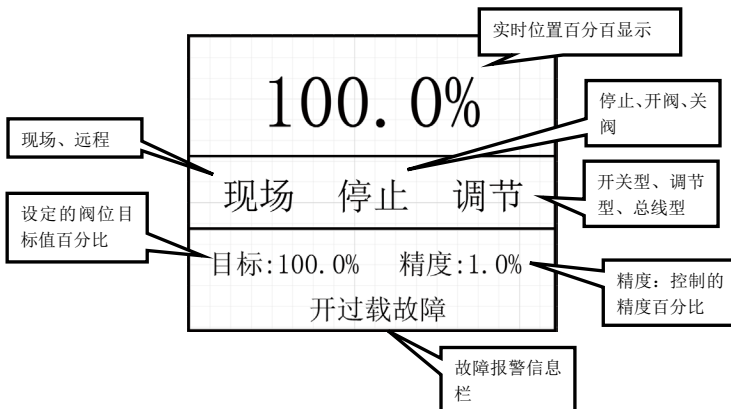 实时位置百分百显示
100.0%
停止、开阀、关
阀
现场、远程
现场 停止 调节
开关型、调节
型、总线型
设定的阀位目
标值百分比
目标:100.0% 精度:1.0%
精度：控制的
精度百分比
开过载故障
故障报警信息
栏